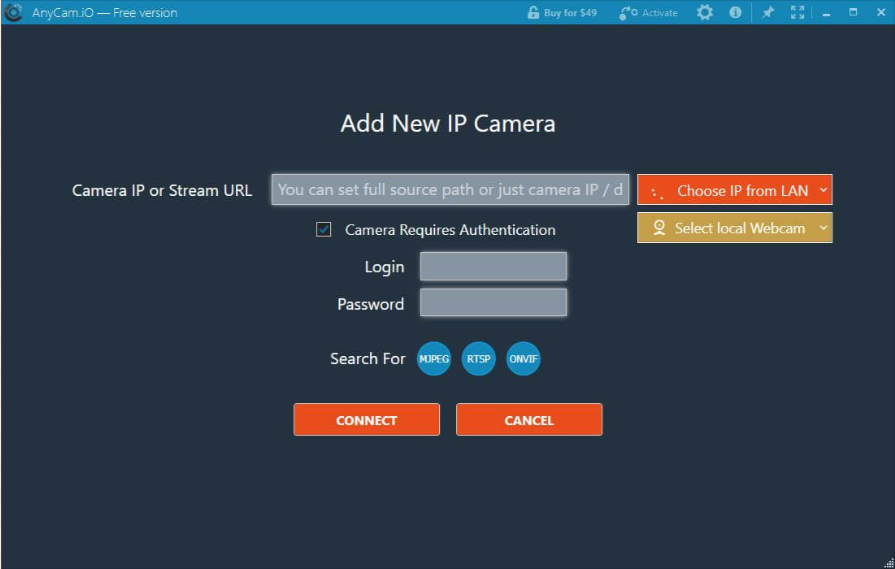 AnyCam.iO — Free version
Buy for $49
Activate
Add New IP Camera
Camera IP or Stream URL
You can set full source path or just camera IP / d
Choose IP from LAN
Camera Requires Authentication
Select local Webcam
Login
Password
Search For
MJPEG
RTSP
ONVIF
CONNECT
CANCEL